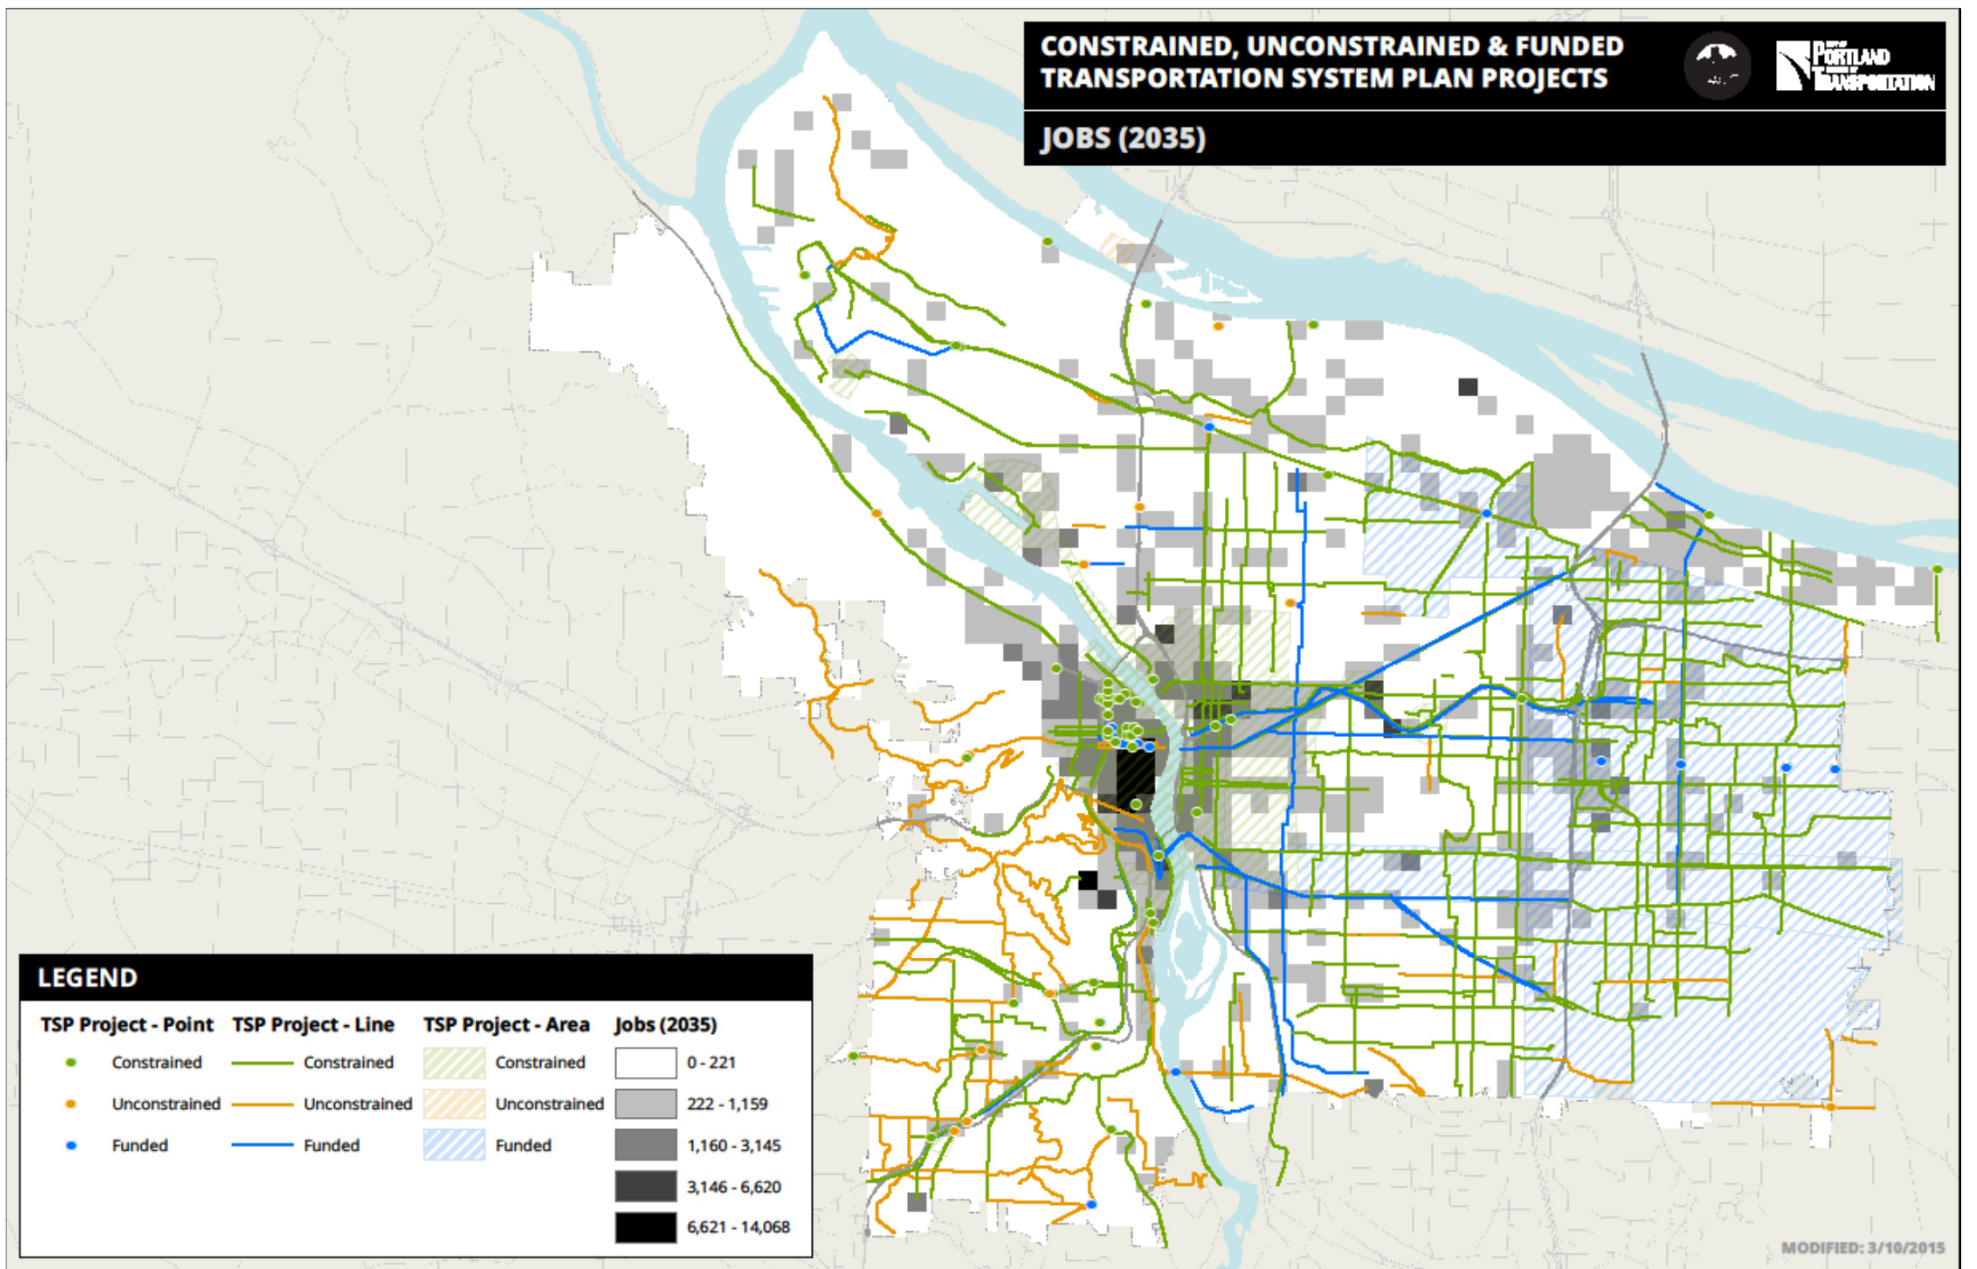 CONSTRAINED, UNCONSTRAINED & FUNDED
TRANSPORTATION SYSTEM PLAN PROJECTS
PORTLAND
TRANSPORTATION
JOBS (2035)
LEGEND
TSP Project - Point TSP Project - Line TSP Project - Area Jobs (2035)
Constrained Constrained Constrained 0 - 221
Unconstrained Unconstrained Unconstrained 222 - 1,159
Funded Funded Funded 1,160 - 3,145
3,146 - 6,620
6,621 - 14,068
MODIFIED: 3/10/2015